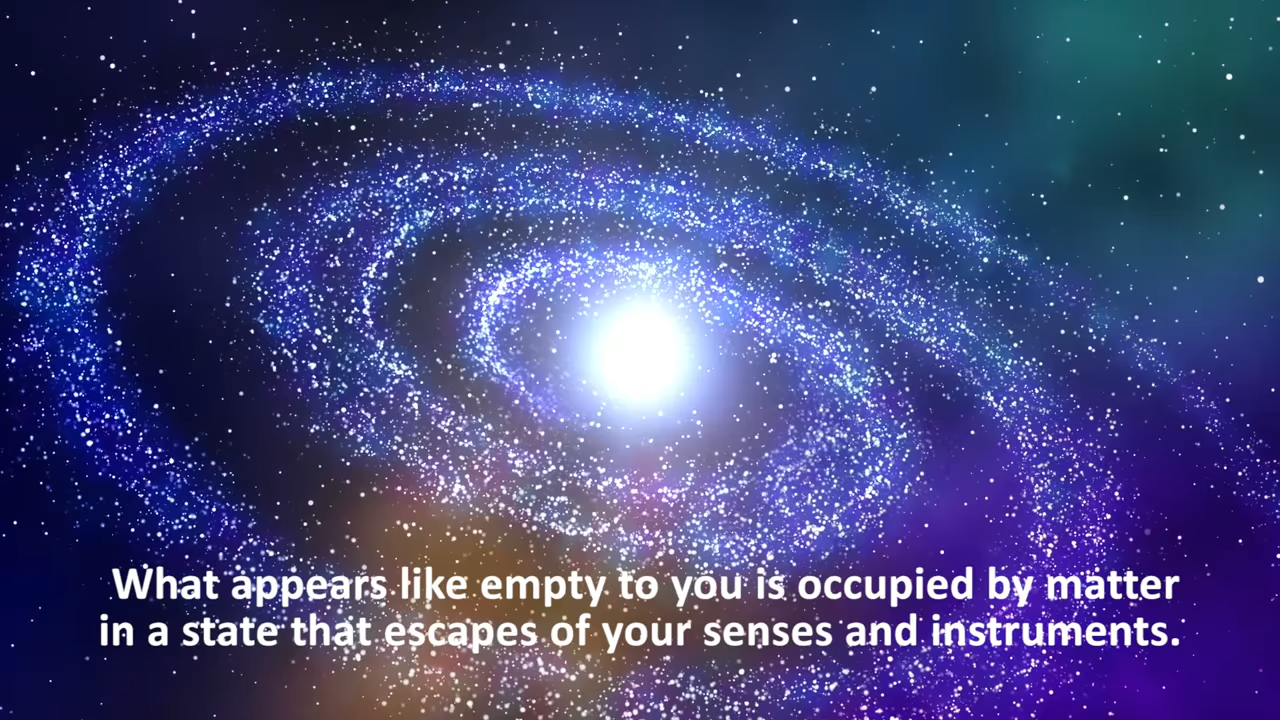 What appears like empty to you is occupied by matter
in a state that escapes of your senses and instruments.